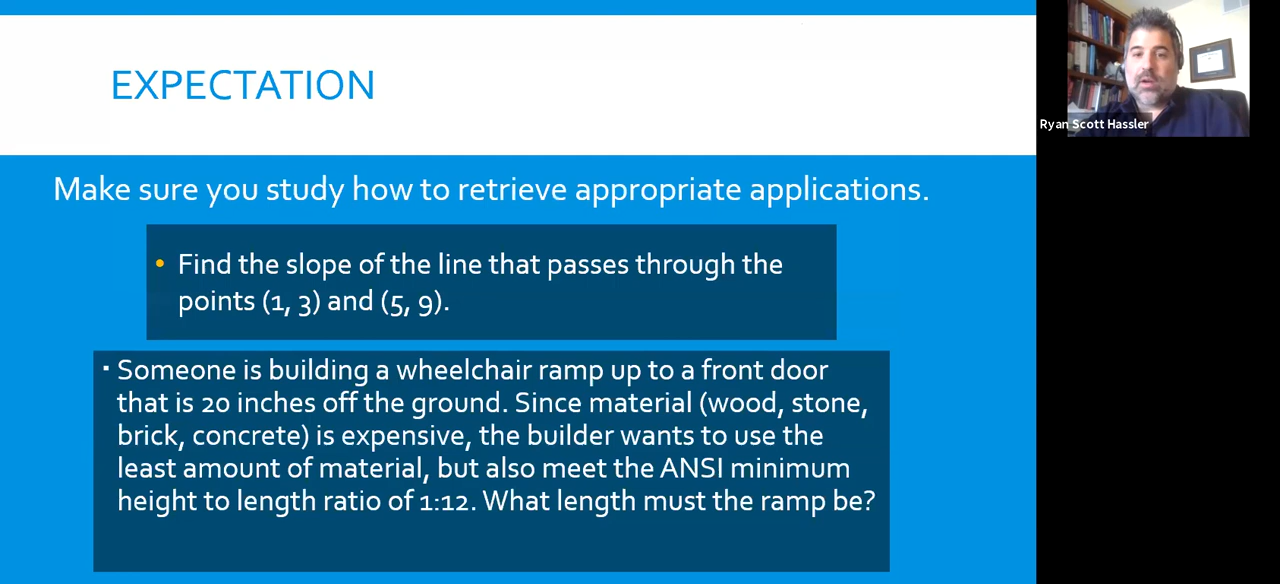 EXPECTATION
Ryan Scott Hassler
Make sure you study how to retrieve appropriate applications.
• Find the slope of the line that passes through the
points (1, 3) and (5, 9).
▪ Someone is building a wheelchair ramp up to a front door
that is 20 inches off the ground. Since material (wood, stone,
brick, concrete) is expensive, the builder wants to use the
least amount of material, but also meet the ANSI minimum
height to length ratio of 1:12. What length must the ramp be?